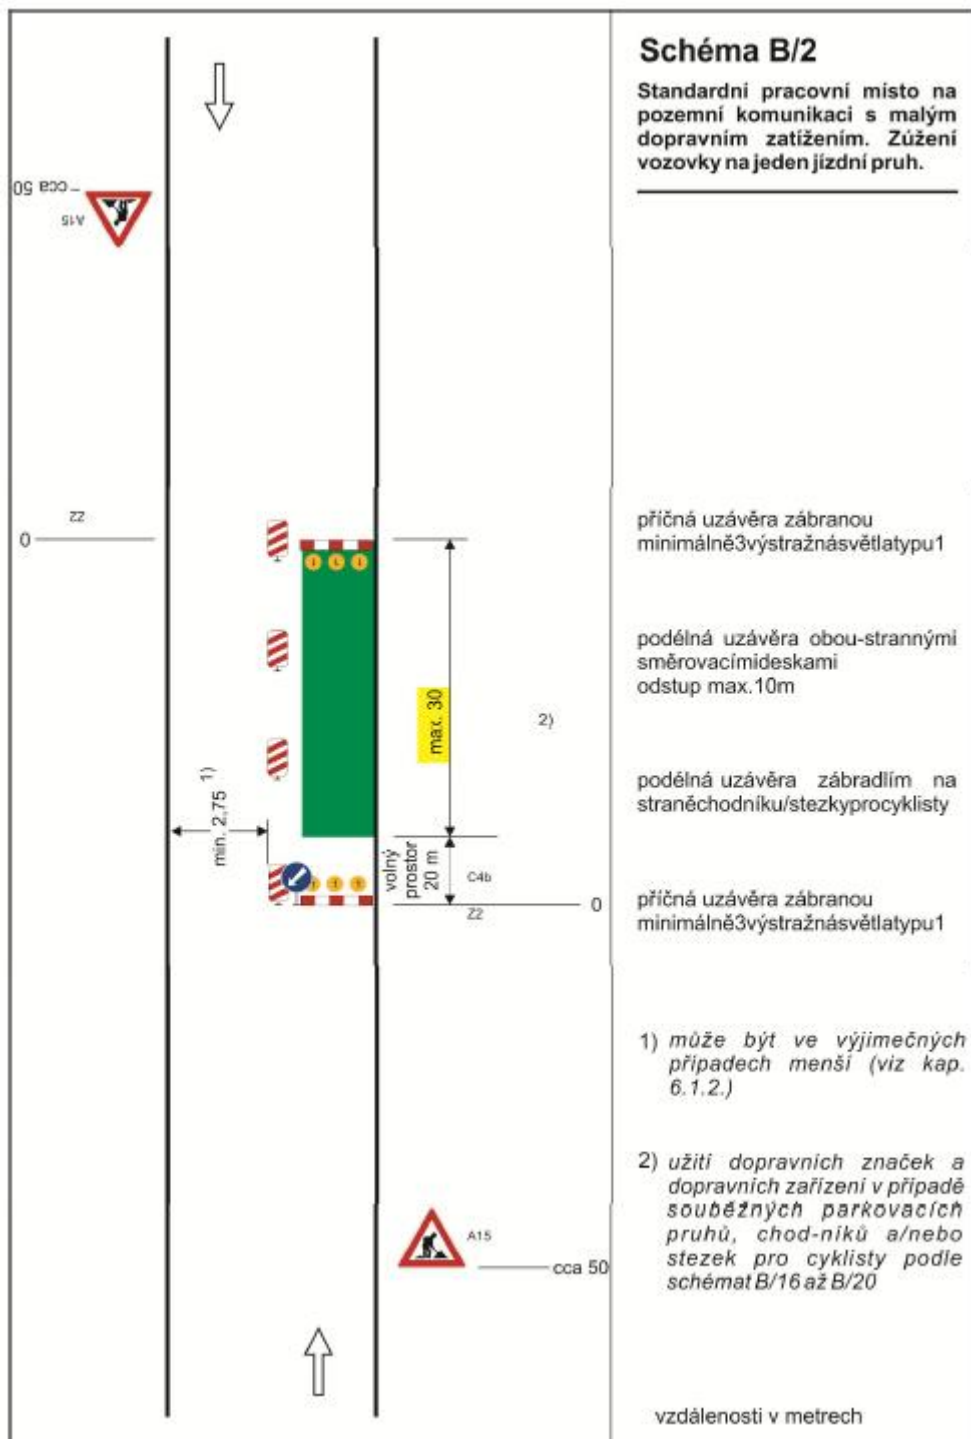 Schéma B/2
Standardní pracovní místo na
pozemní komunikaci s malým
dopravním zatížením. Zúžení
vozovky na jeden jízdní pruh.
cca 50
A15
Z2
0
příčná uzávěra zábranou
minimálně3výstražnásvětlatypu1
podélná uzávěra obou-strannými
směrovacímideskami
odstup max.10m
max. 30
2)
podélná uzávěra zábradlím na
straněchodníku/stezkyprocyklisty
min. 2,75 1)
volný
prostor
20 m
C4b
Z2
0
příčná uzávěra zábranou
minimálně3výstražnásvětlatypu1
1) může být ve výjimečných
případech menší (viz kap.
6.1.2.)
2) užití dopravních značek a
dopravních zařízení v případě
souběžných parkovacích
pruhů, chod-níků a/nebo
stezek pro cyklisty podle
schémat B/16 až B/20
A15
cca 50
vzdálenosti v metrech